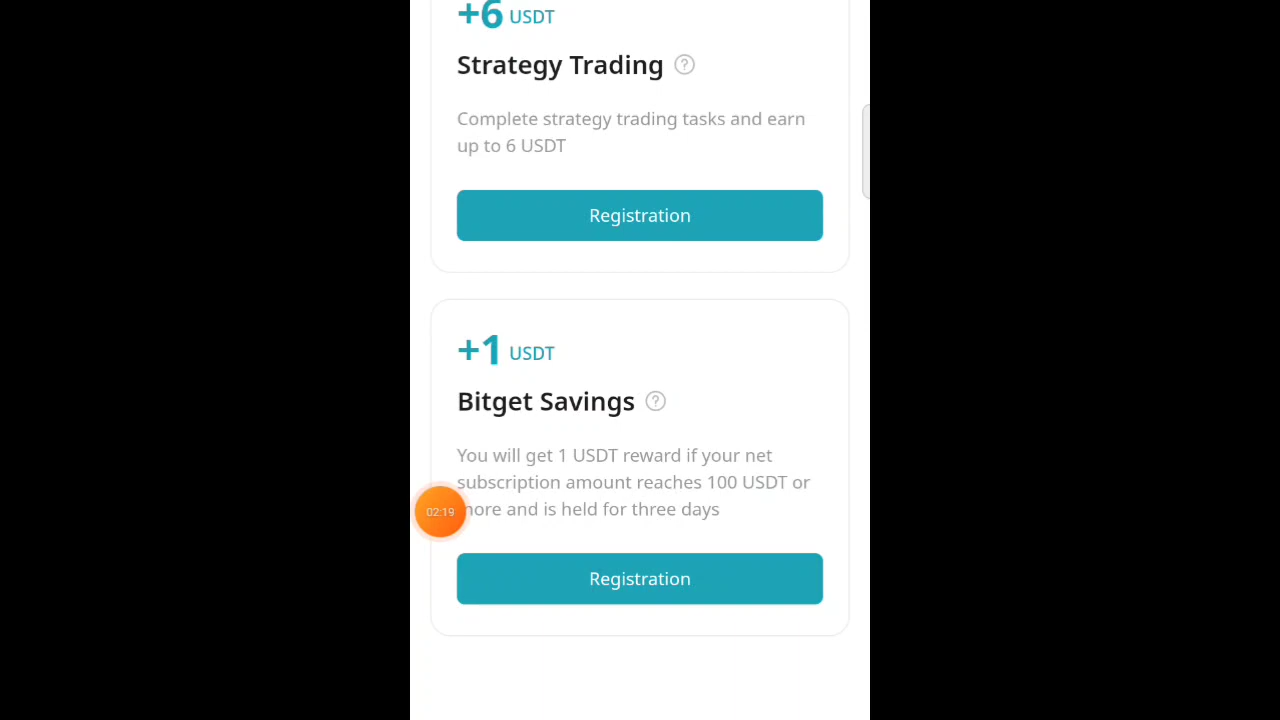 +6 USDT
Strategy Trading ?
Complete strategy trading tasks and earn
up to 6 USDT
Registration
+1 USDT
Bitget Savings ?
You will get 1 USDT reward if your net
subscription amount reaches 100 USDT or
more and is held for three days
02:19
Registration